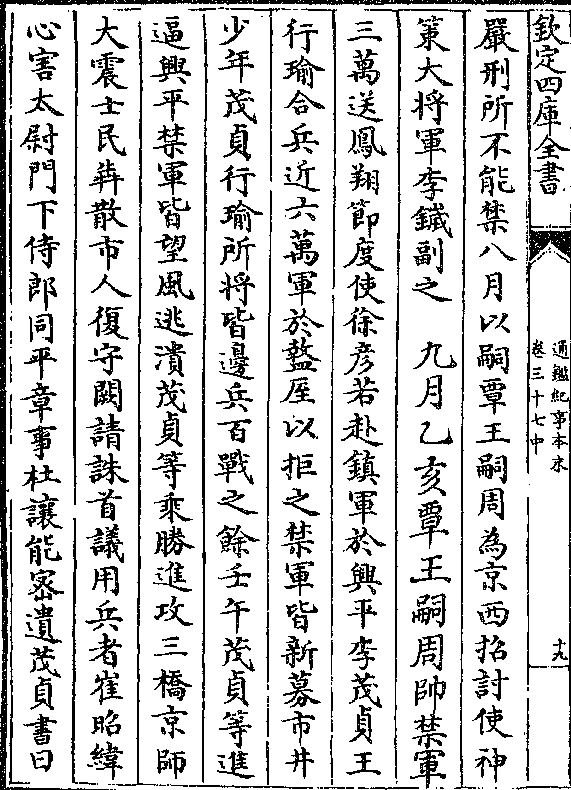 欽定四庫全書
通鑑紀事本末
卷三十七中
十九
嚴刑所不能禁八月以嗣覃王嗣周為京西招討使神
策大將軍李鐬副之　九月乙亥覃王嗣周帥禁軍
三萬送鳳翔節度使徐彥若赴鎮軍於興平李茂貞王
行瑜合兵近六萬軍於盩厔以拒之禁軍皆新募市井
少年茂貞行瑜所將皆邊兵百戰之餘壬午茂貞等進
逼興平禁軍皆望風逃潰茂貞等乘勝進攻三橋京師
大震士民奔散市人復守闕請誅首議用兵者崔昭緯
心害太尉門下侍郎同平章事杜讓能密遺茂貞書曰